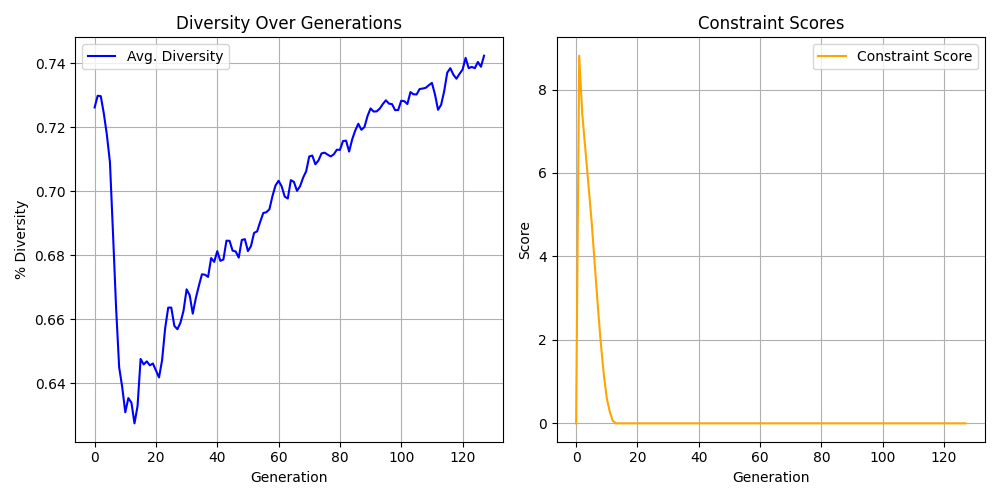 Diversity Over Generations
Avg. Diversity
% Diversity
0.74
0.72
0.70
0.68
0.66
0.64
0 20 40 60 80 100 120
Generation
Constraint Scores
Constraint Score
Score
8
6
4
2
0
0 20 40 60 80 100 120
Generation